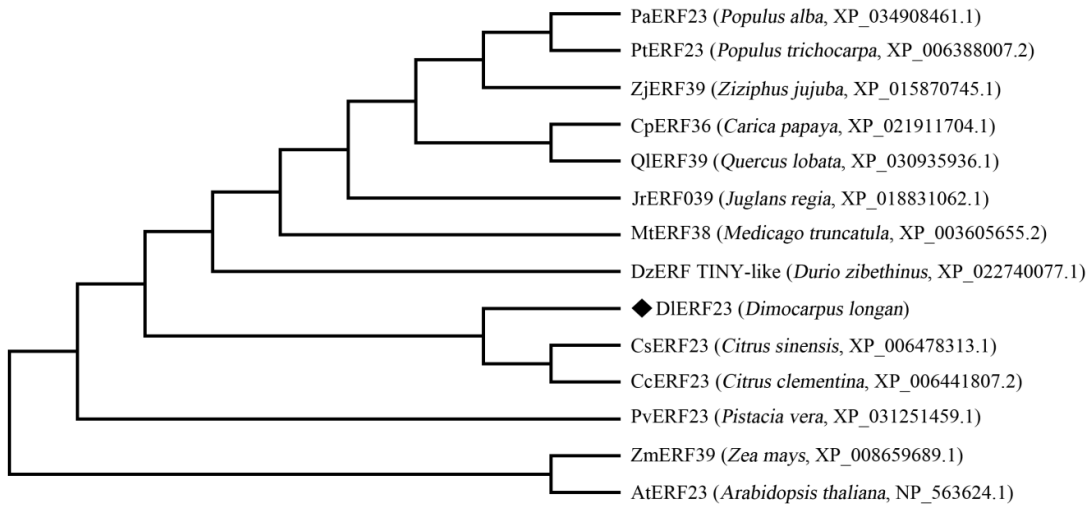 PaERF23 (Populus alba, XP_034908461.1)
PtERF23 (Populus trichocarpa, XP_006388007.2)
ZjERF39 (Ziziphus jujuba, XP_015870745.1)
CpERF36 (Carica papaya, XP_021911704.1)
QlERF39 (Quercus lobata, XP_030935936.1)
JrERF039 (Juglans regia, XP_018831062.1)
MtERF38 (Medicago truncatula, XP_003605655.2)
DzERF TINY-like (Durio zibethinus, XP_022740077.1)
◆DlERF23 (Dimocarpus longan)
CsERF23 (Citrus sinensis, XP_006478313.1)
CcERF23 (Citrus clementina, XP_006441807.2)
PvERF23 (Pistacia vera, XP_031251459.1)
ZmERF39 (Zea mays, XP_008659689.1)
AtERF23 (Arabidopsis thaliana, NP_563624.1)